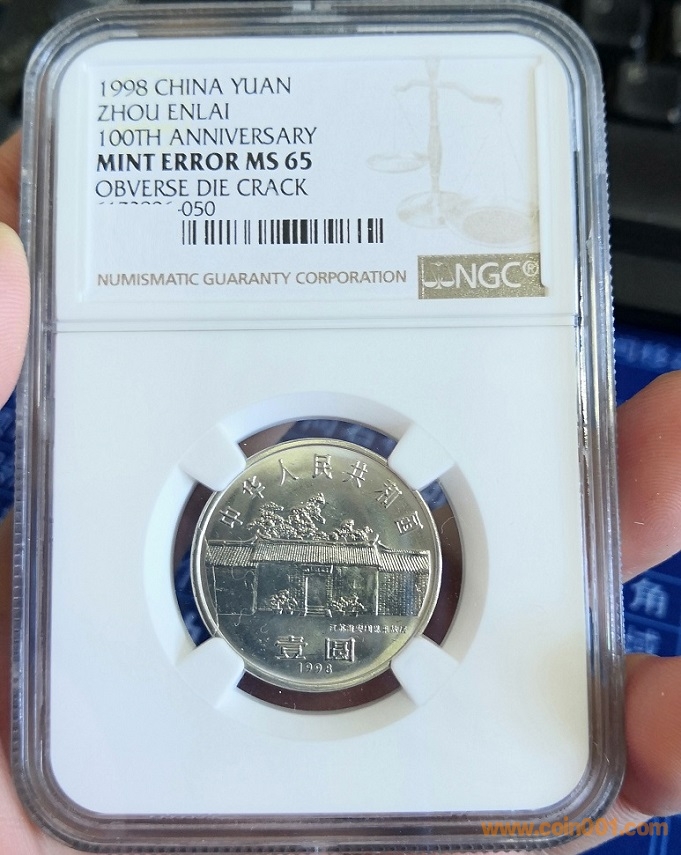 1998 CHINA YUAN
ZHOU ENLAI
100TH ANNIVERSARY
MINT ERROR MS 65
OBVERSE DIE CRACK
-050
NUMISMATIC GUARANTY CORPORATION
NGC®
中华人民共和国
壹圆
1998
角
www.coin001.com